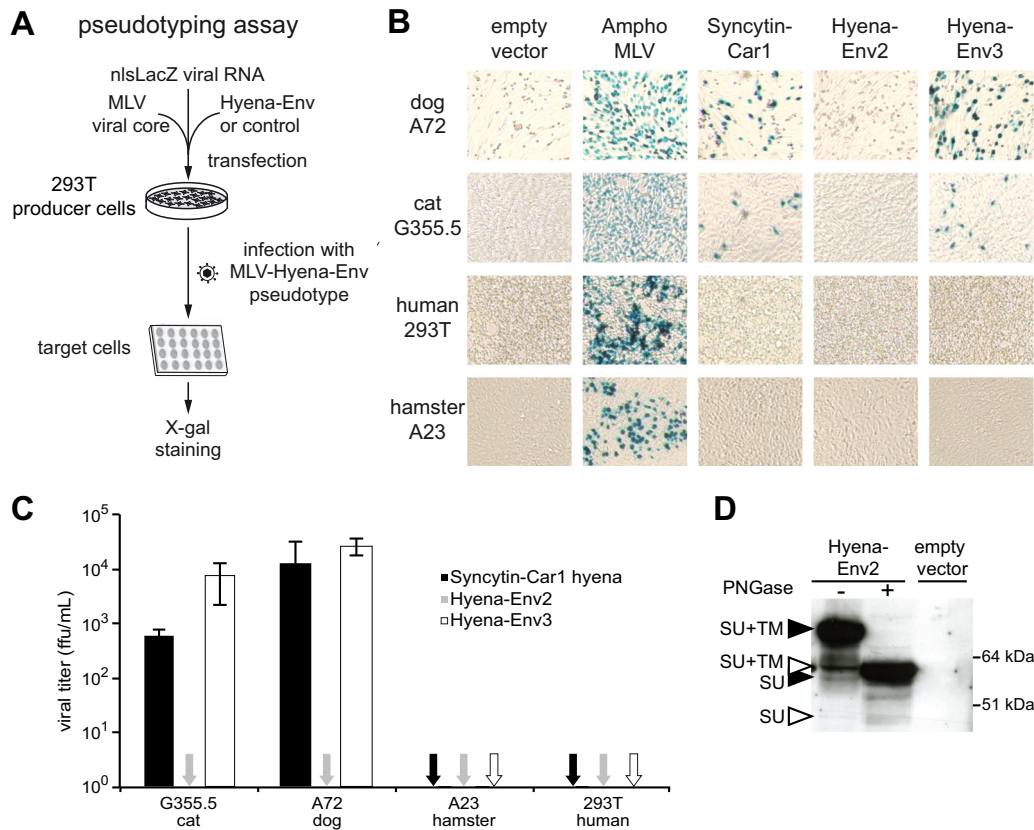 A
pseudotyping assay
nlsLacZ viral RNA
MLV
viral core
Hyena-Env
or control
transfection
293T
producer cells
infection with
MLV-Hyena-Env
pseudotype
target cells
X-gal
staining
B
empty
vector
Ampho
MLV
Syncytin-
Car1
Hyena-
Env2
Hyena-
Env3
dog
A72
cat
G355.5
human
293T
hamster
A23
C
viral titer (ffu/mL)
10⁵
10⁴
10³
10²
10¹
10⁰
Syncytin-Car1 hyena
Hyena-Env2
Hyena-Env3
G355.5
cat
A72
dog
A23
hamster
293T
human
D
Hyena-
Env2
empty
vector
PNGase - +
SU+TM
SU+TM
SU
SU
-64 kDa
-51 kDa